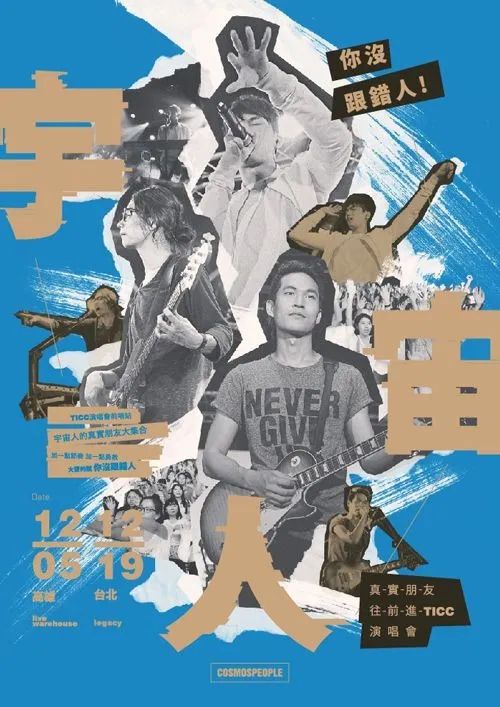 你沒
跟錯人!
宇
宙
人
NEVER
GIVE
TICC演唱會前哨站
宇宙人的真實朋友大集合
加一點節奏 加一點勇敢
大聲的說 你沒跟錯人
Date.
12 12
05 19
高雄 台北
live warehouse legacy
真-實-朋-友
往-前-進-TICC
演 唱 會
COSMOSPEOPLE